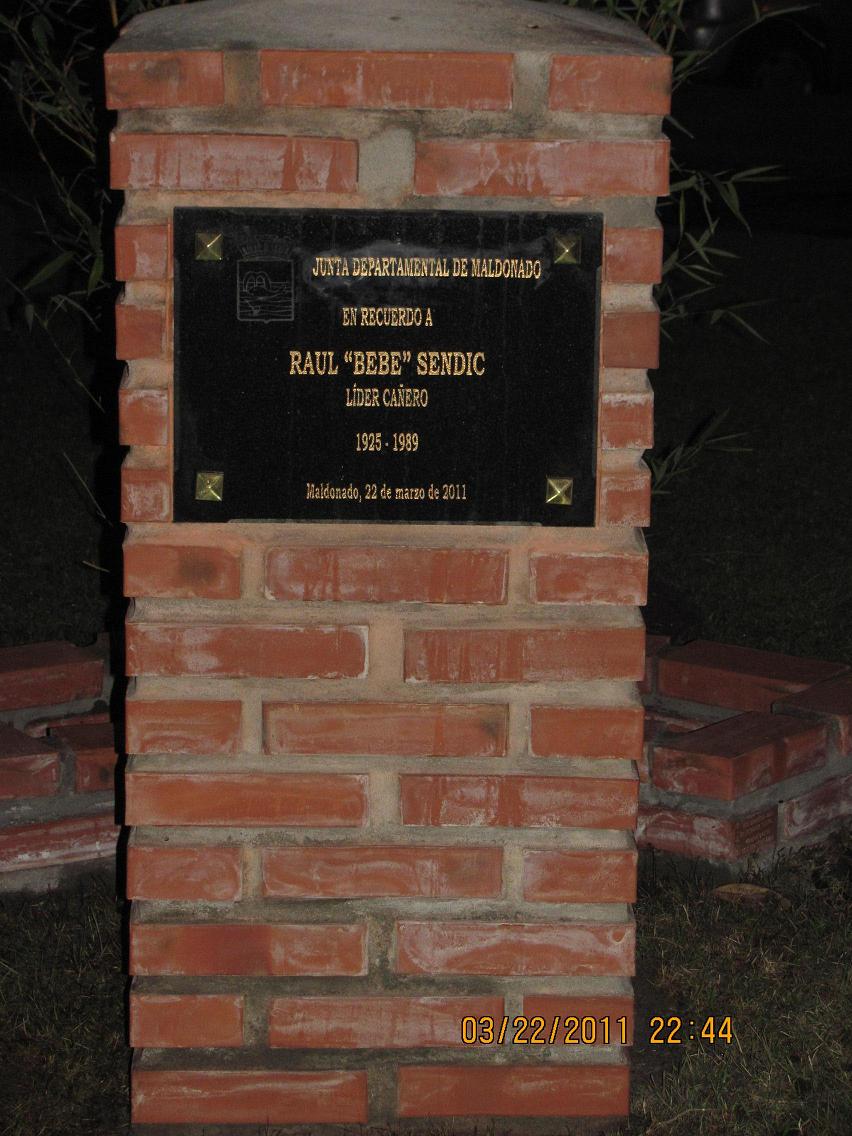 JUNTA DEPARTAMENTAL DE MALDONADO
EN RECUERDO A
RAUL “BEBE” SENDIC
LÍDER CAÑERO
1925 - 1989
Maldonado, 22 de marzo de 2011
03/22/2011 22:44